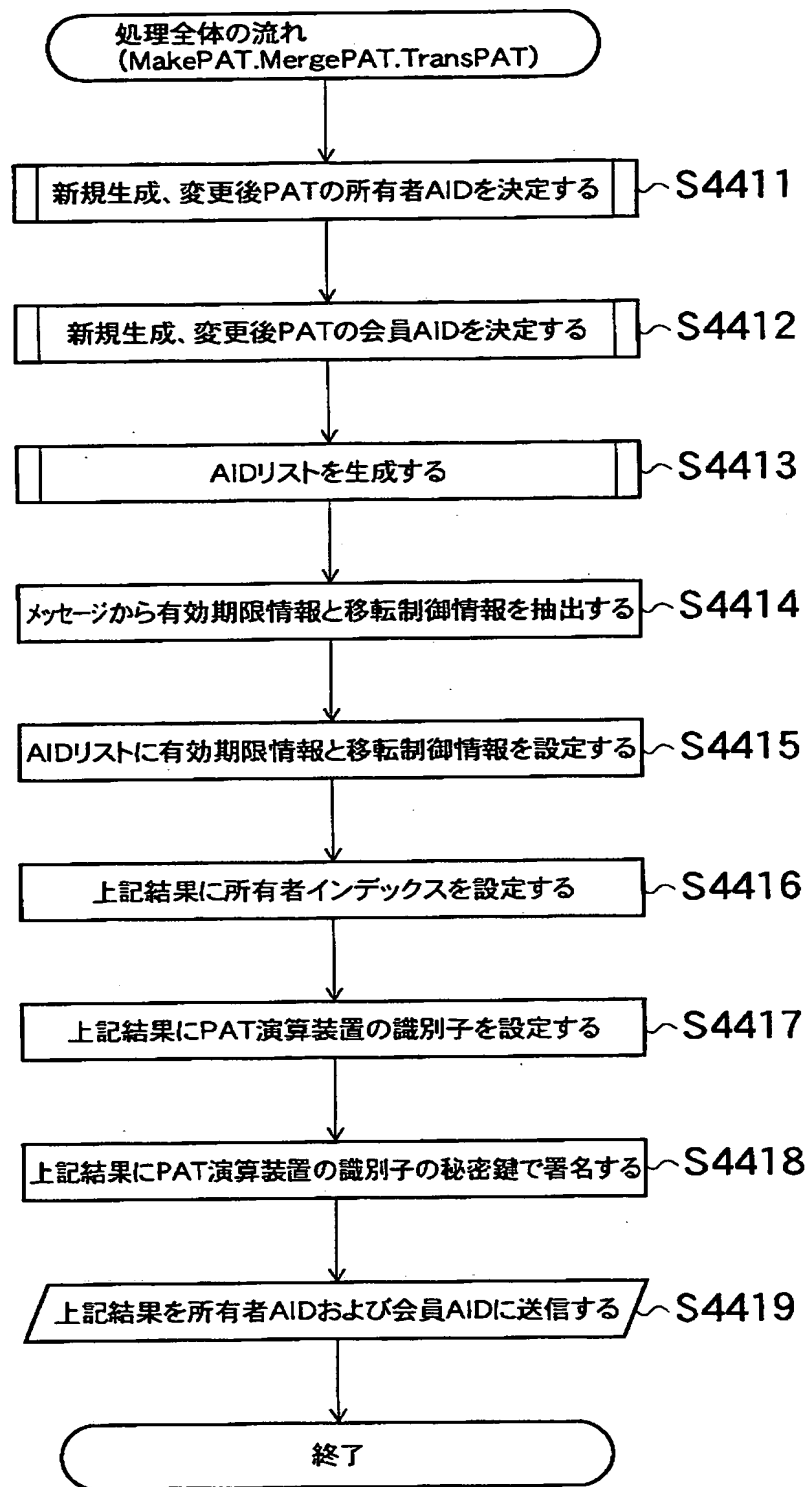 処理全体の流れ
(MakePAT.MergePAT.TransPAT)
新規生成、変更後PATの所有者AIDを決定する
S4411
新規生成、変更後PATの会員AIDを決定する
S4412
AIDリストを生成する
S4413
メッセージから有効期限情報と移転制御情報を抽出する
S4414
AIDリストに有効期限情報と移転制御情報を設定する
S4415
上記結果に所有者インデックスを設定する
S4416
上記結果にPAT演算装置の識別子を設定する
S4417
上記結果にPAT演算装置の識別子の秘密鍵で署名する
S4418
上記結果を所有者AIDおよび会員AIDに送信する
S4419
終了